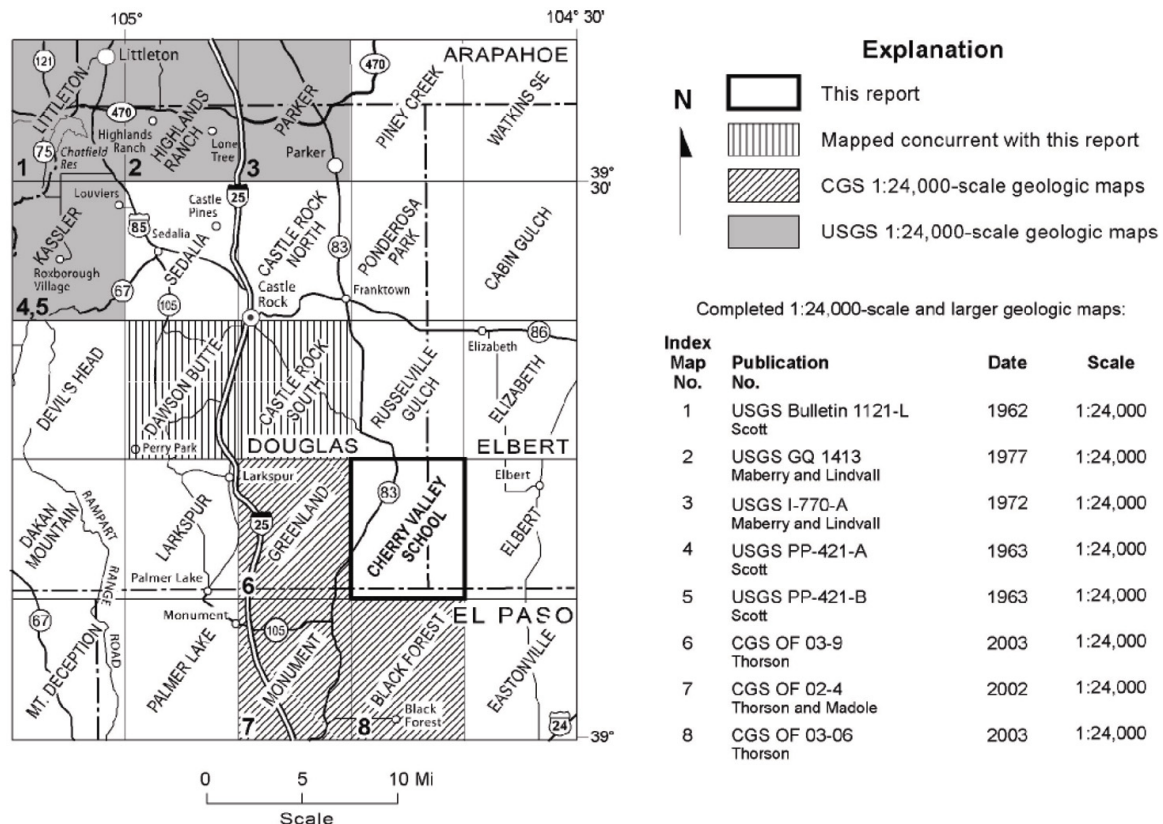 105°
104° 30'
121
Littleton
470
ARAPAHOE
LITTLETON
470
Highlands
Ranch
HIGHLANDS
RANCH
Lone
Tree
PARKER
Parker
PINEY CREEK
WATKINS SE
75
Chatfield
Res
1
2
3
39°
30'
Louviers
25
Castle
Pines
85
Sedalia
KASSLER
Roxborough
Village
SEDALIA
CASTLE ROCK
NORTH
83
PONDEROSA
PARK
CABIN GULCH
4,5
67
105
Castle
Rock
Franktown
86
Elizabeth
DEVIL'S HEAD
DAWSON BUTTE
CASTLE ROCK
SOUTH
RUSSELVILLE
GULCH
ELIZABETH
Perry Park
DOUGLAS
ELBERT
Larkspur
83
Elbert
DAKAN
MOUNTAIN
RAMPART
RANGE
ROAD
LARKSPUR
25
GREENLAND
CHERRY VALLEY
SCHOOL
ELBERT
Palmer Lake
6
67
Monument
105
EL PASO
MT. DECEPTION
PALMER LAKE
MONUMENT
BLACK FOREST
Black
Forest
EASTONVILLE
7
8
24
39°
0 5 10 Mi
Scale
Explanation
N
This report
Mapped concurrent with this report
CGS 1:24,000-scale geologic maps
USGS 1:24,000-scale geologic maps
Completed 1:24,000-scale and larger geologic maps:
Index
Map Publication
No. No. Date Scale
1 USGS Bulletin 1121-L 1962 1:24,000
Scott
2 USGS GQ 1413 1977 1:24,000
Maberry and Lindvall
3 USGS I-770-A 1972 1:24,000
Maberry and Lindvall
4 USGS PP-421-A 1963 1:24,000
Scott
5 USGS PP-421-B 1963 1:24,000
Scott
6 CGS OF 03-9 2003 1:24,000
Thorson
7 CGS OF 02-4 2002 1:24,000
Thorson and Madole
8 CGS OF 03-06 2003 1:24,000
Thorson